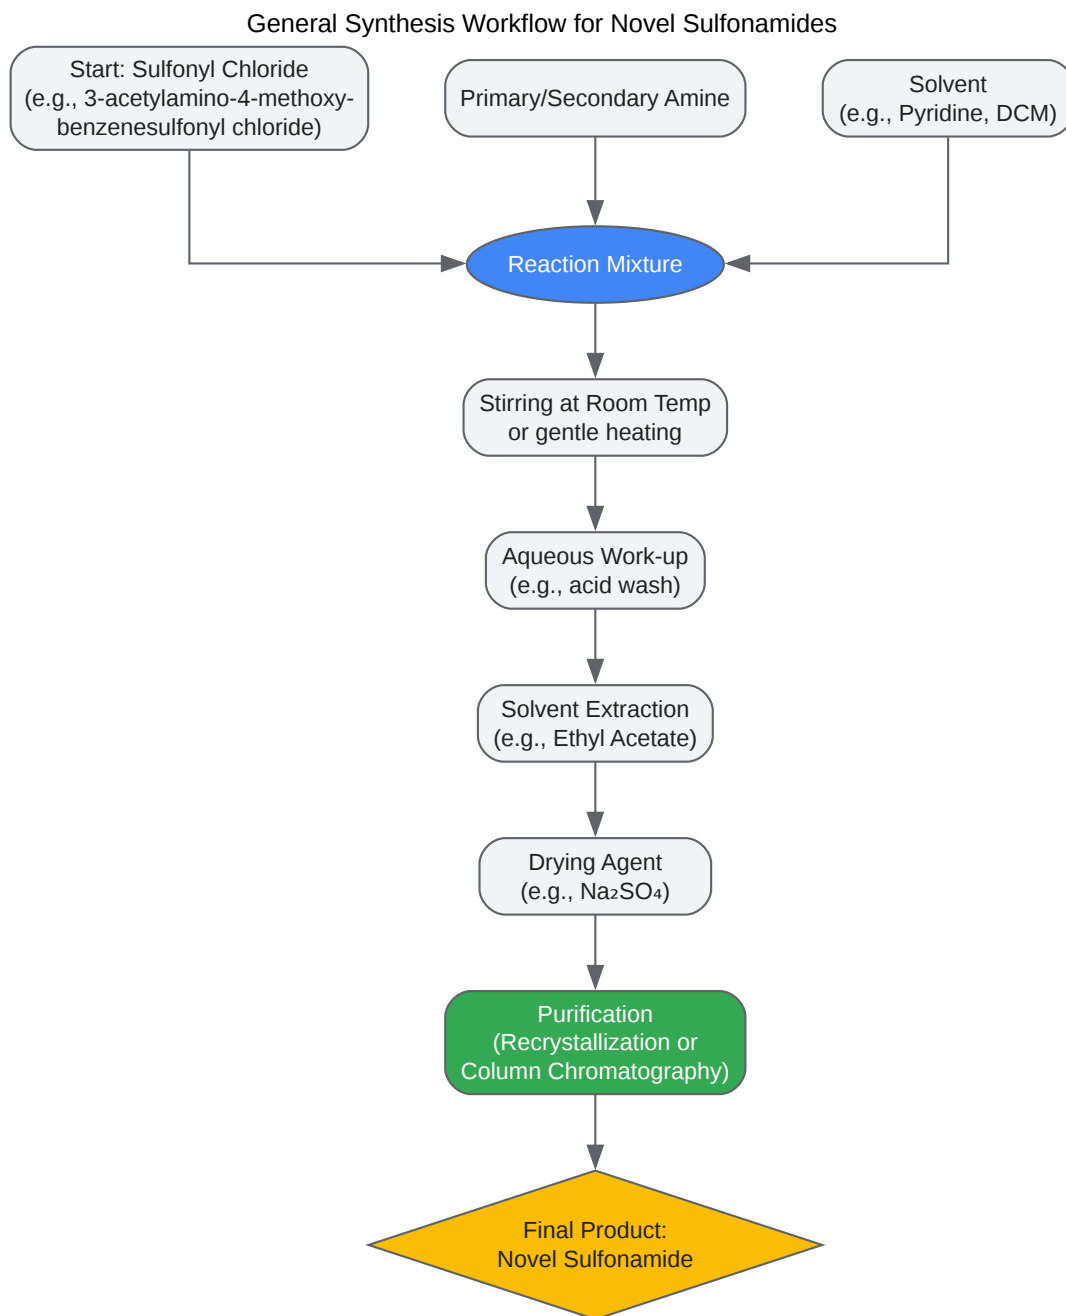 General Synthesis Workflow for Novel Sulfonamides
Start: Sulfonyl Chloride
(e.g., 3-acetylamino-4-methoxy-
benzenesulfonyl chloride)
Primary/Secondary Amine
Solvent
(e.g., Pyridine, DCM)
Reaction Mixture
Stirring at Room Temp
or gentle heating
Aqueous Work-up
(e.g., acid wash)
Solvent Extraction
(e.g., Ethyl Acetate)
Drying Agent
(e.g., Na₂SO₄)
Purification
(Recrystallization or
Column Chromatography)
Final Product:
Novel Sulfonamide